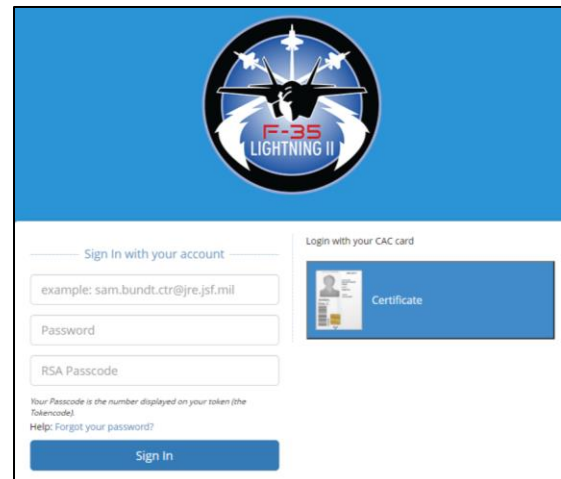 F-35
LIGHTNING II
Sign In with your account
example: sam.bundt.ctr@jre.jsf.mil
Password
RSA Passcode
Your Passcode is the number displayed on your token (the
Tokencode).
Help: Forgot your password?
Sign In
Login with your CAC card
Certificate